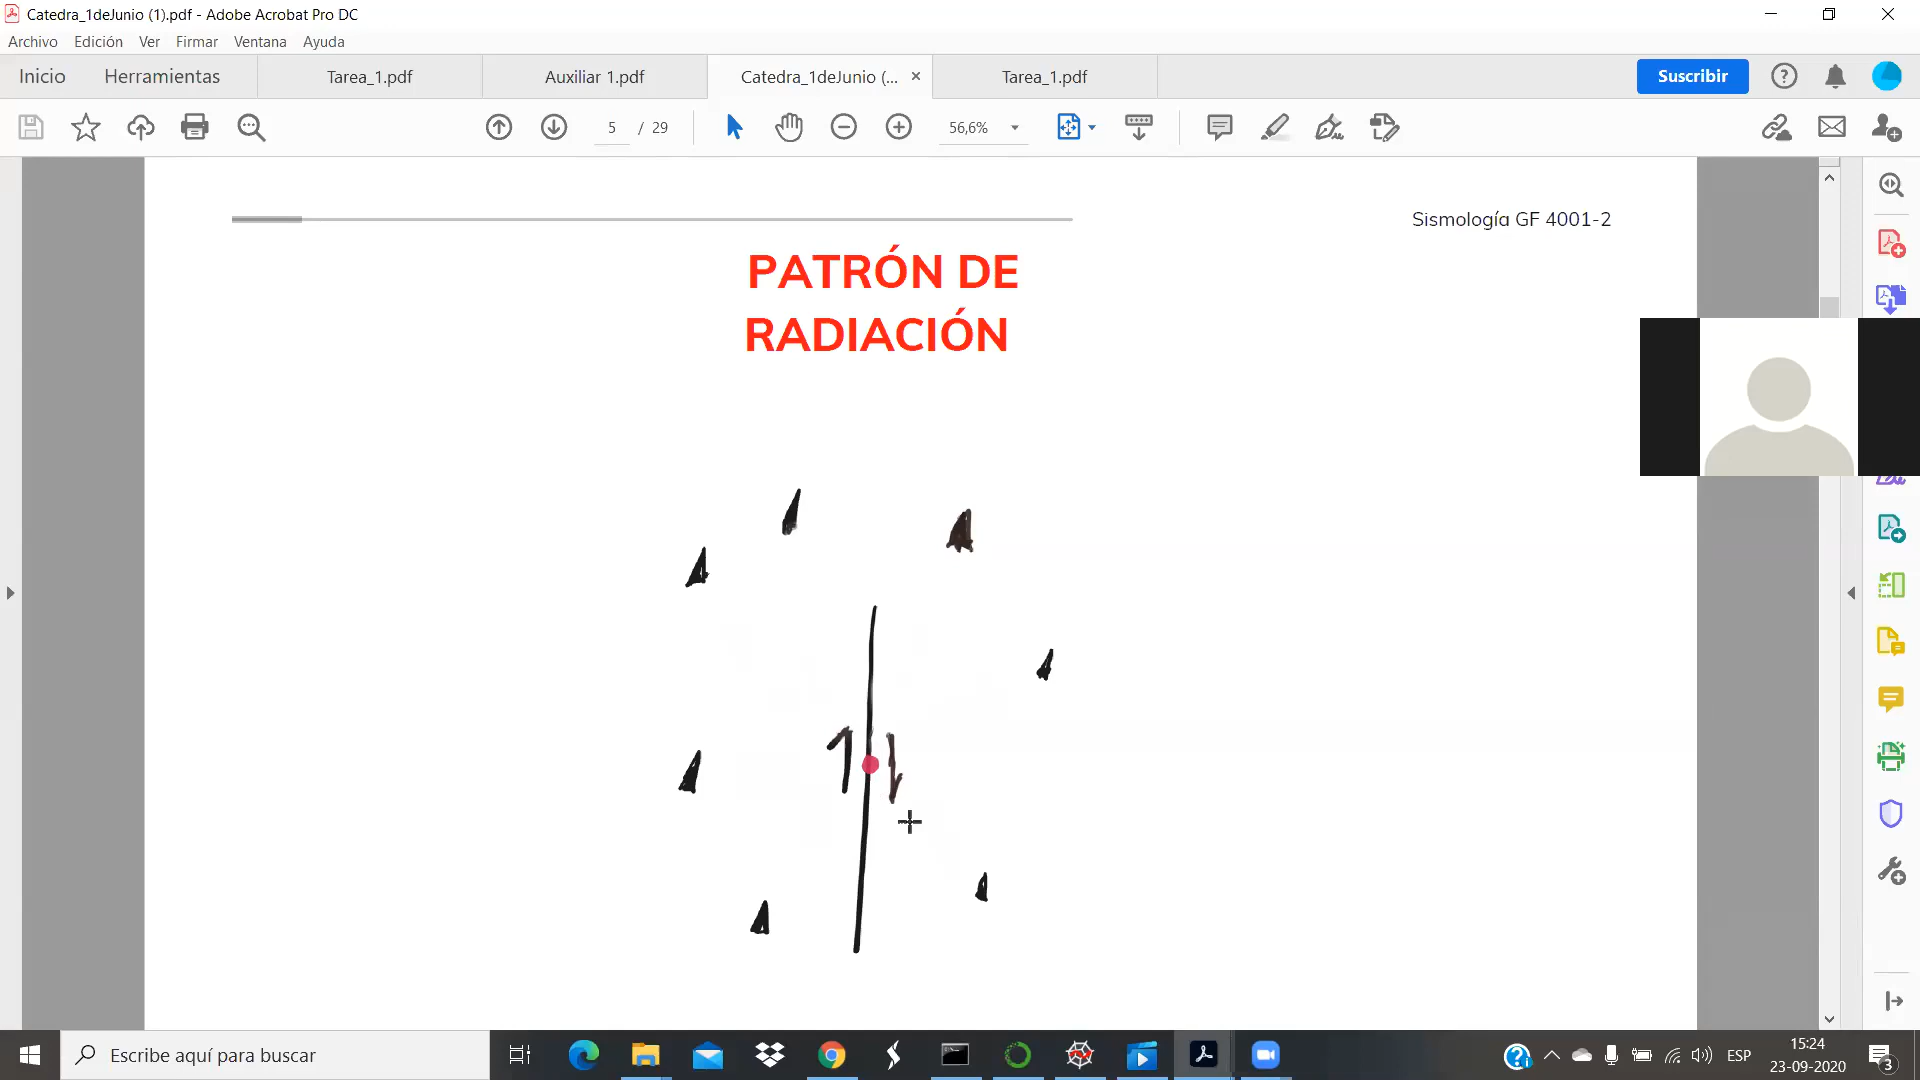 Catedra_1deJunio (1).pdf - Adobe Acrobat Pro DC
Archivo Edición Ver Firmar Ventana Ayuda
Inicio Herramientas Tarea_1.pdf Auxiliar 1.pdf Catedra_1deJunio (... × Tarea_1.pdf Suscribir
5 / 29 56,6%
Sismología GF 4001-2
PATRÓN DE
RADIACIÓN
Escribe aquí para buscar
ESP
15:24
23-09-2020
3